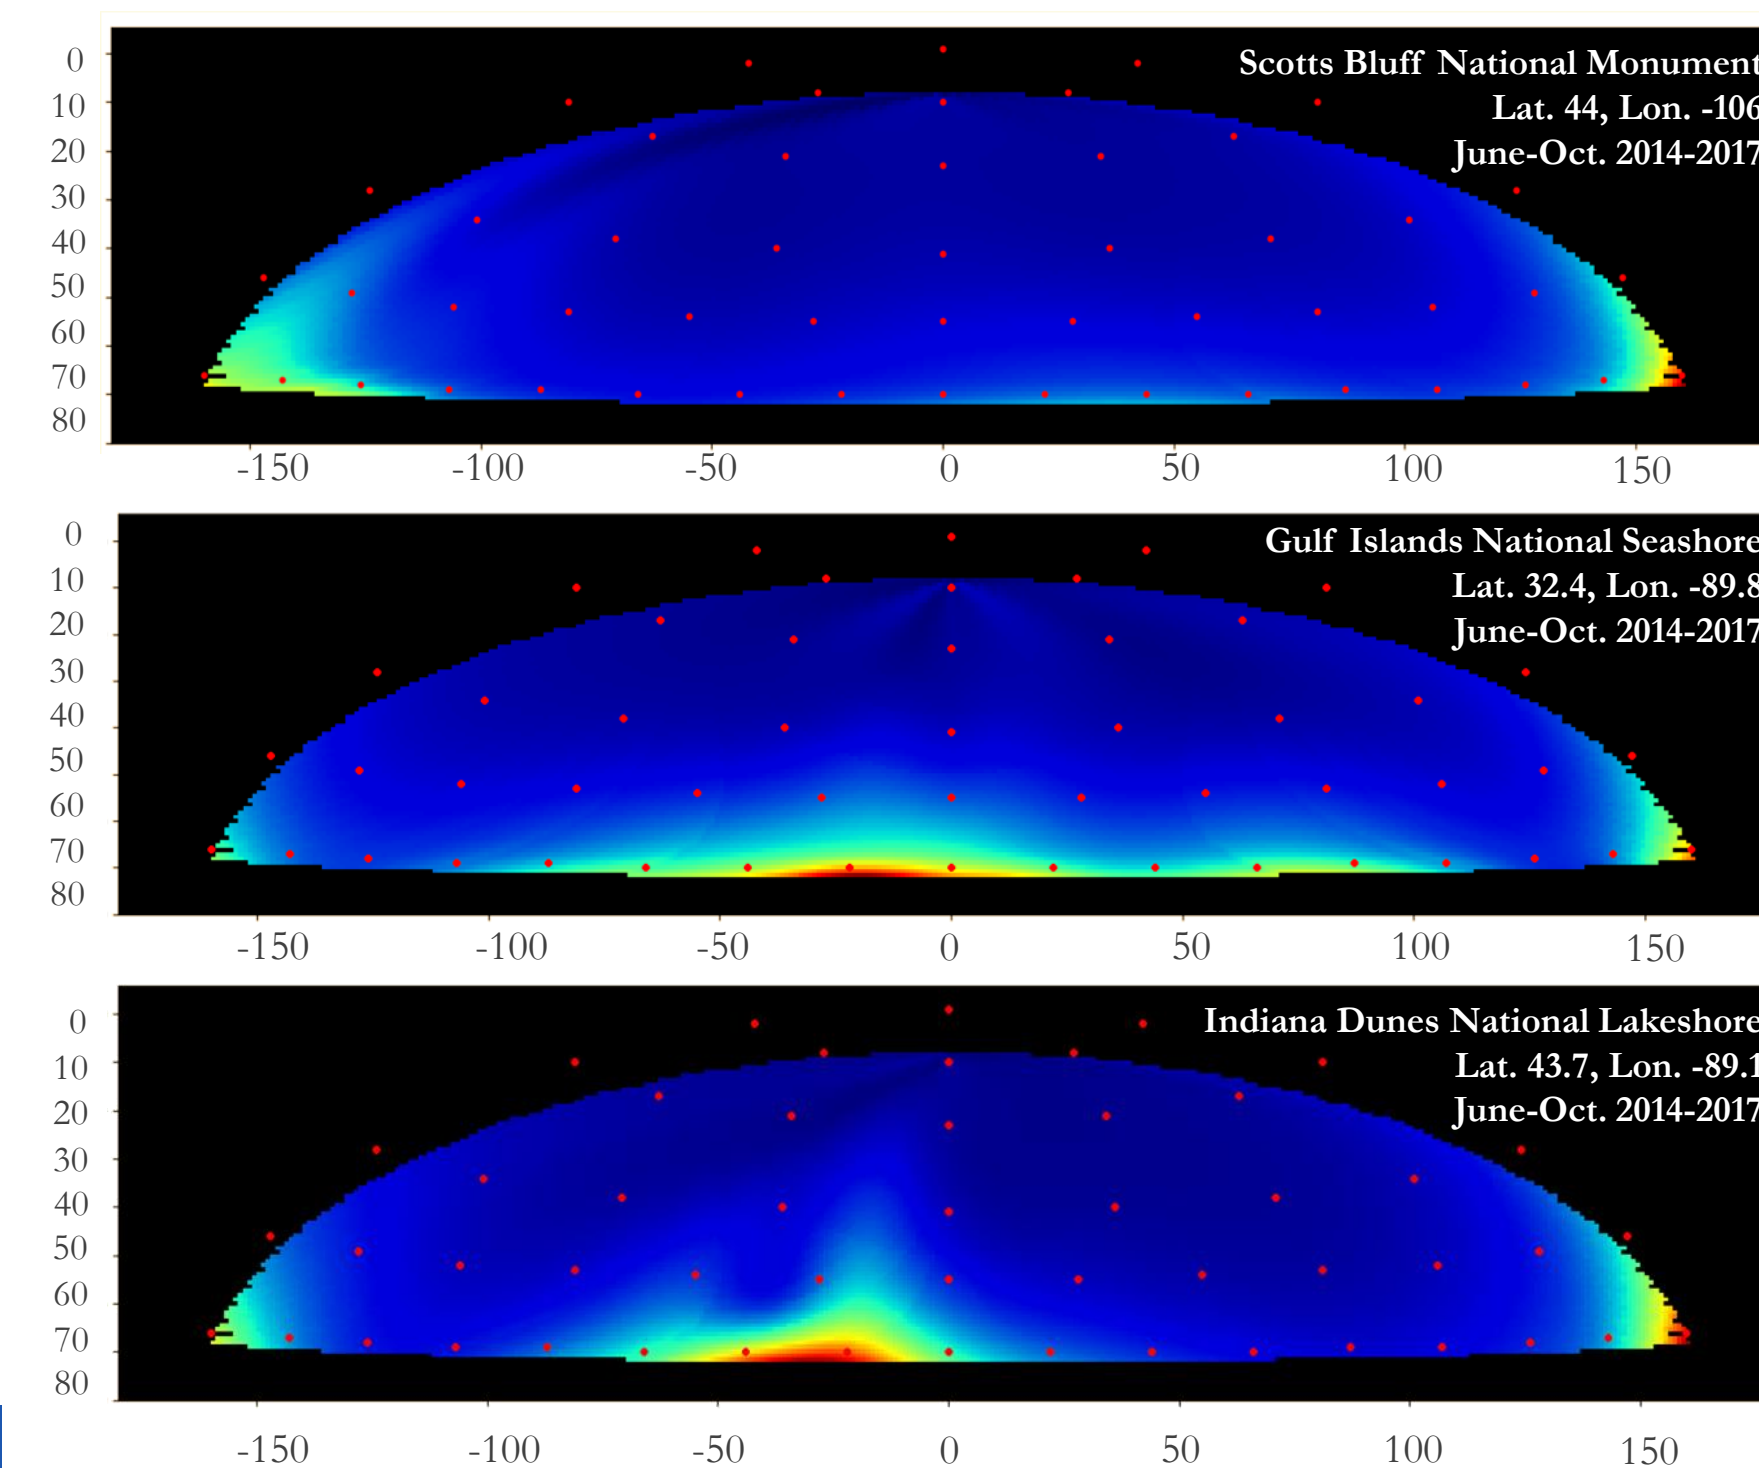 Scotts Bluff National Monument
Lat. 44, Lon. -106
June-Oct. 2014-2017
0
10
20
30
40
50
60
70
80
-150 -100 -50 0 50 100 150
Gulf Islands National Seashore
Lat. 32.4, Lon. -89.8
June-Oct. 2014-2017
0
10
20
30
40
50
60
70
80
-150 -100 -50 0 50 100 150
Indiana Dunes National Lakeshore
Lat. 43.7, Lon. -89.1
June-Oct. 2014-2017
0
10
20
30
40
50
60
70
80
-150 -100 -50 0 50 100 150